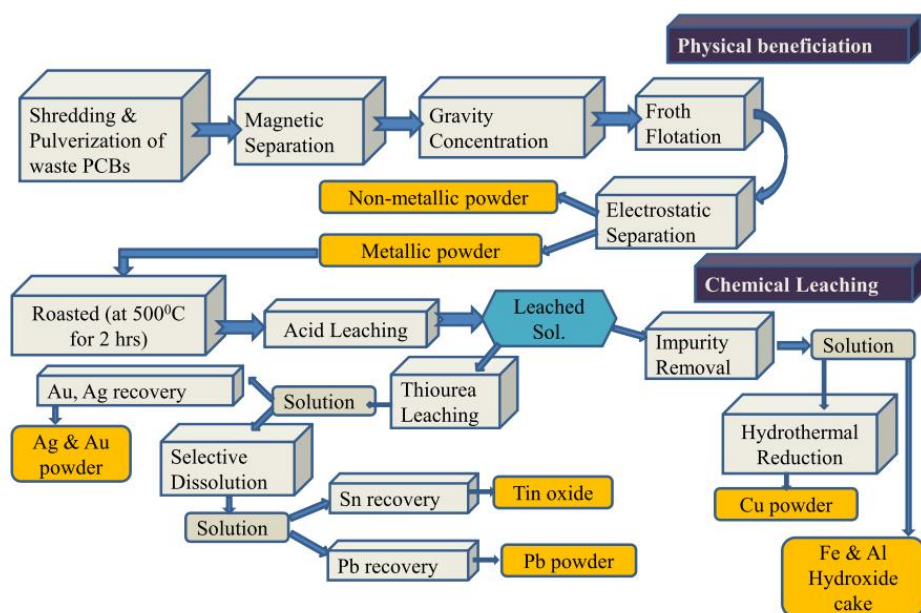 Physical beneficiation
Shredding &
Pulverization of
waste PCBs
Magnetic
Separation
Gravity
Concentration
Froth
Flotation
Non-metallic powder
Electrostatic
Separation
Metallic powder
Chemical Leaching
Roasted (at 500⁰C
for 2 hrs)
Acid Leaching
Leached
Sol.
Impurity
Removal
Solution
Au, Ag recovery
Solution
Thiourea
Leaching
Ag & Au
powder
Selective
Dissolution
Hydrothermal
Reduction
Sn recovery
Tin oxide
Cu powder
Solution
Pb recovery
Pb powder
Fe & Al
Hydroxide
cake